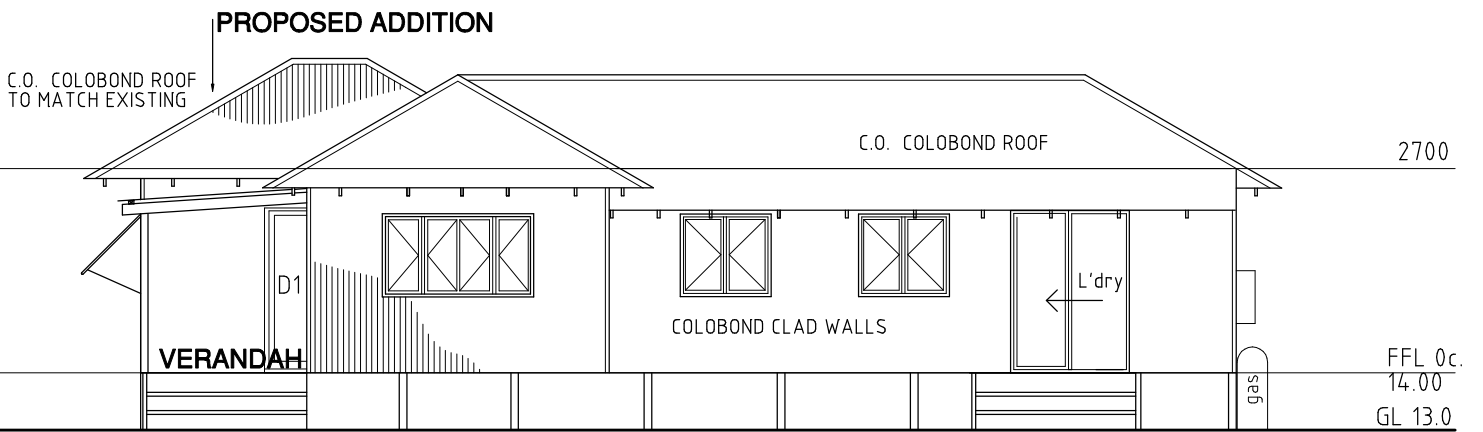 PROPOSED ADDITION
C.O. COLOBOND ROOF
TO MATCH EXISTING
C.O. COLOBOND ROOF
2700
D1
L'dry
COLOBOND CLAD WALLS
VERANDAH
FFL 0c.
14.00
gas
GL 13.0